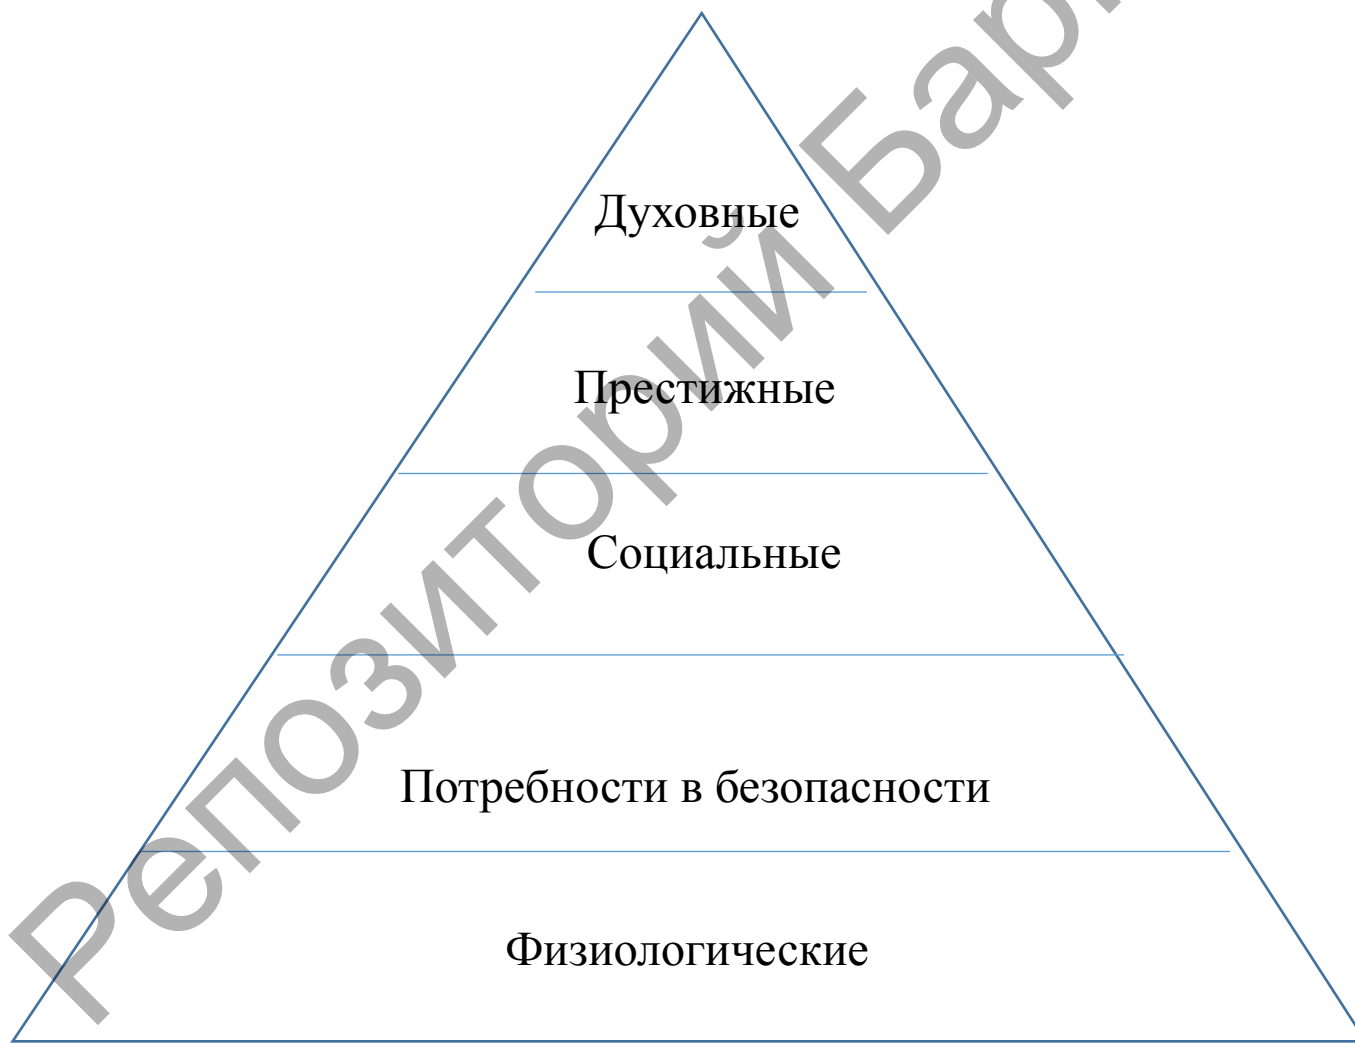 Духовные
Престижные
Социальные
Потребности в безопасности
Физиологические
Репозиторий